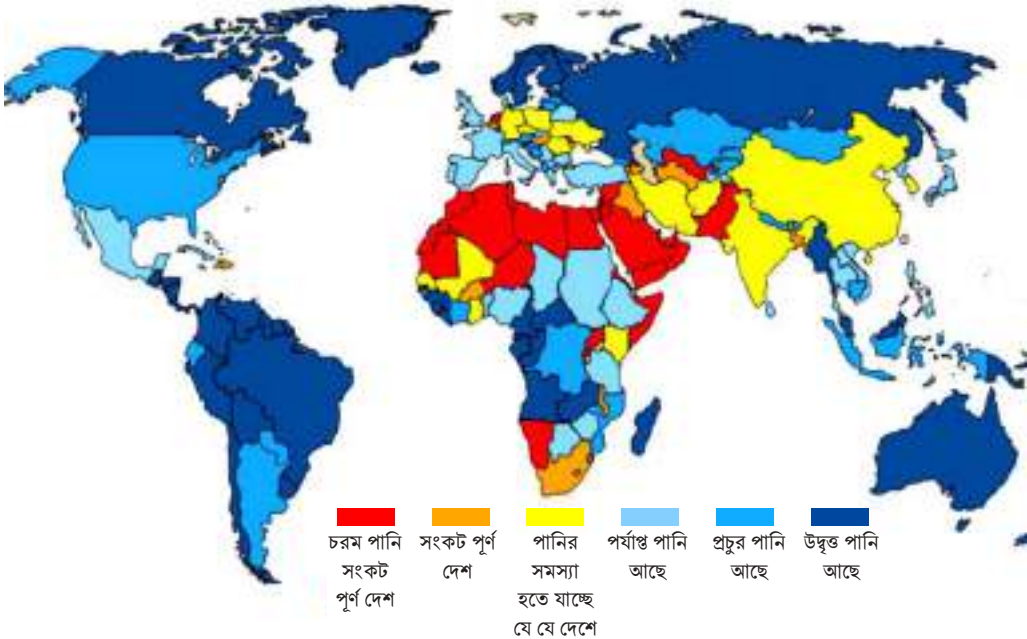 চরম পানি
সংকট
পূর্ণ দেশ
সংকট পূর্ণ
দেশ
পানির
সমস্যা
হতে যাচ্ছে
যে যে দেশে
পর্যাপ্ত পানি
আছে
প্রচুর পানি
আছে
উদ্বৃত্ত পানি
আছে